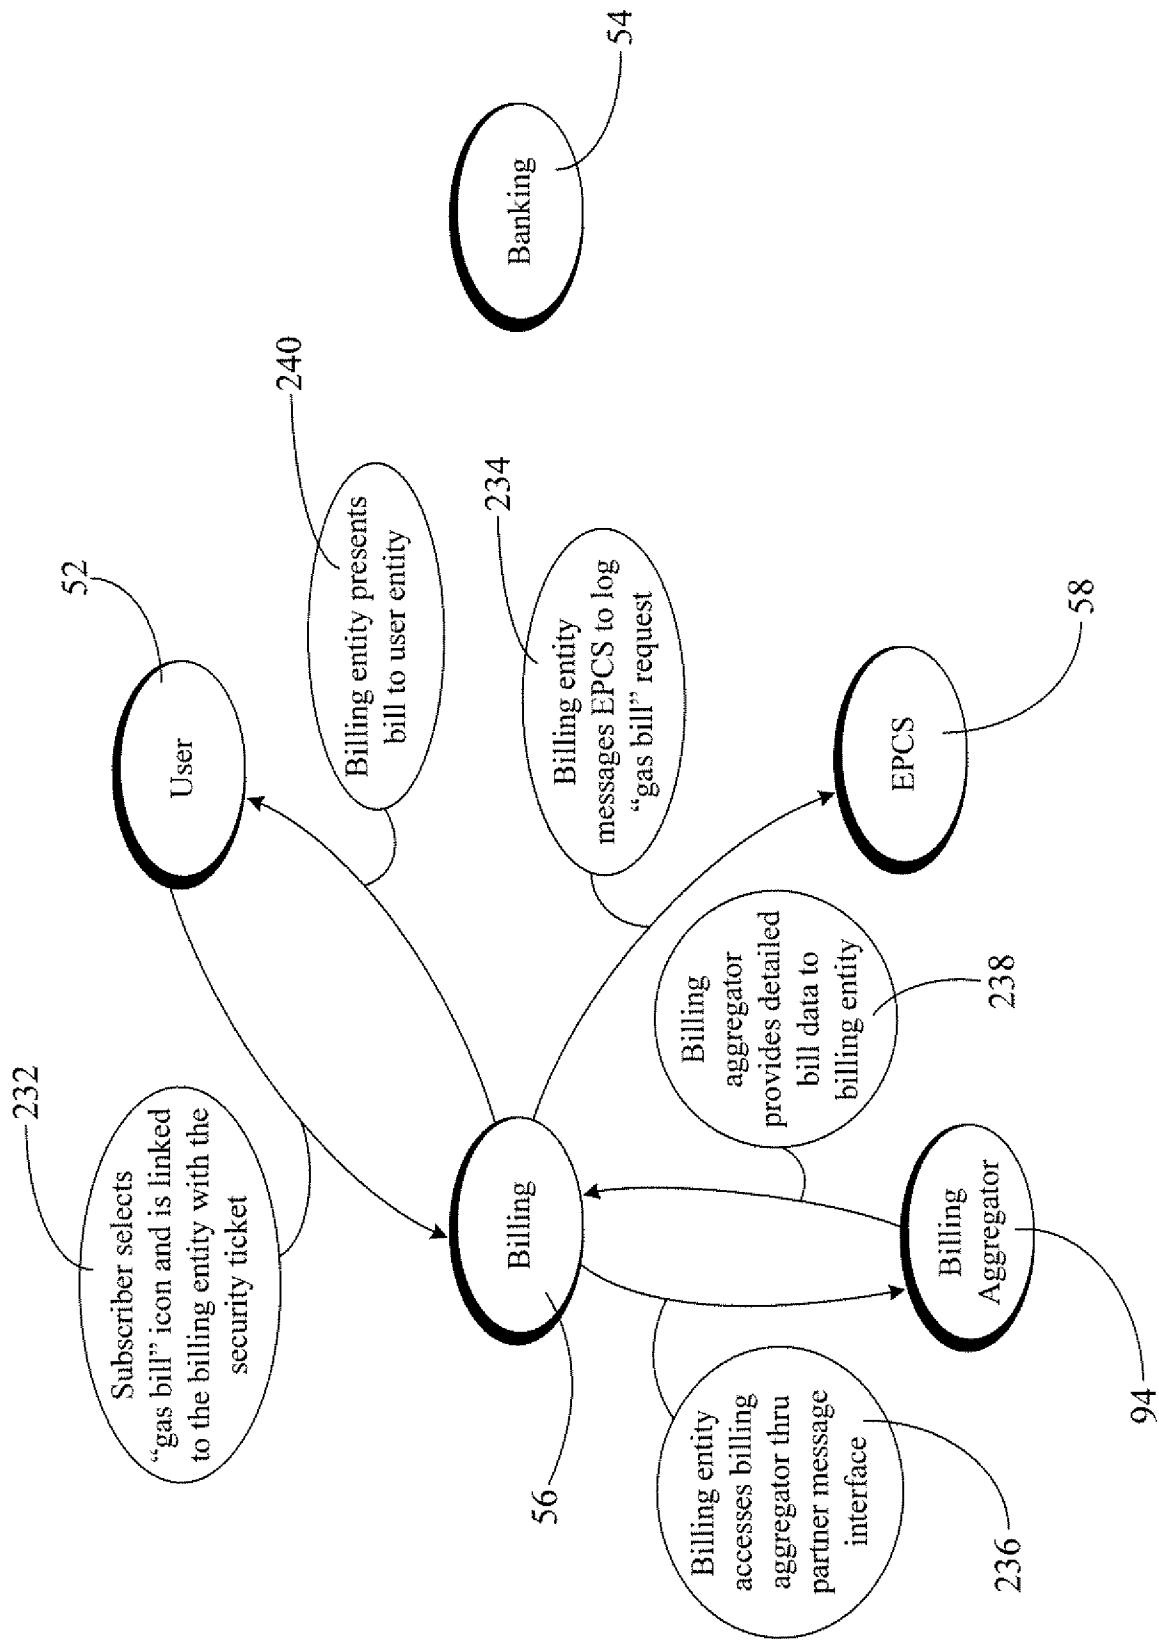 232
Subscriber selects
“gas bill” icon and is linked
to the billing entity with the
security ticket
52
User
240
Billing entity presents
bill to user entity
234
Billing entity
messages EPCS to log
“gas bill” request
Banking
54
56
Billing
Billing
aggregator
provides detailed
bill data to
billing entity
238
EPCS
58
Billing entity
accesses billing
aggregator thru
partner message
interface
236
Billing
Aggregator
94